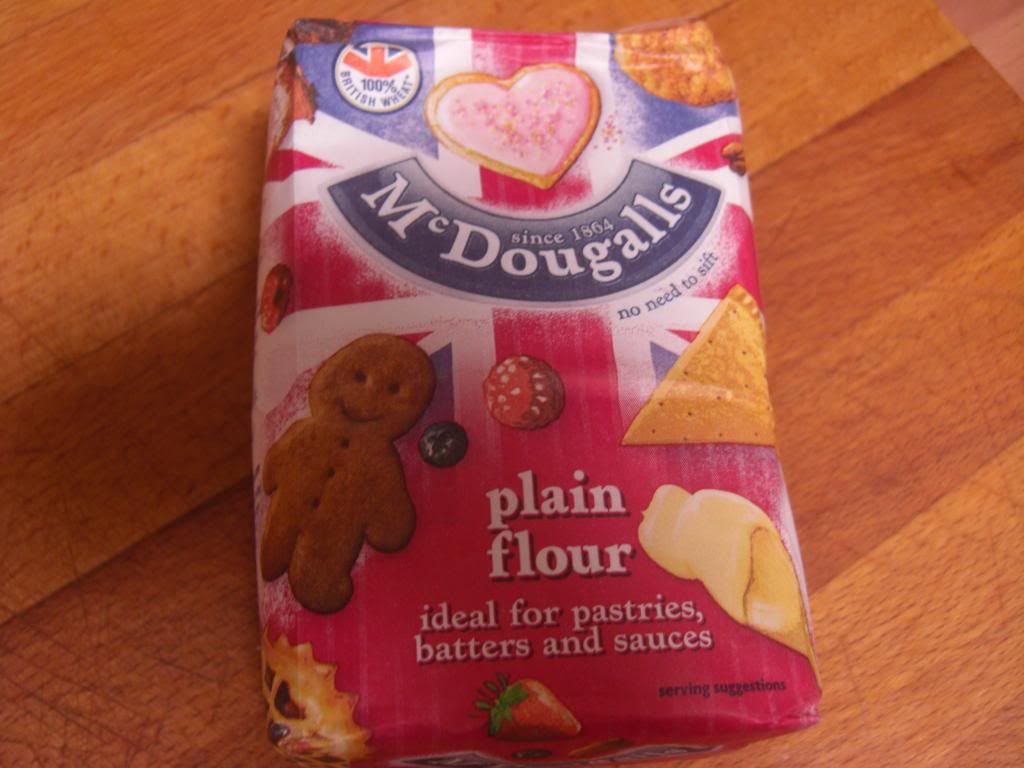 100%
BRITISH WHEAT*
McDougalls
since 1864
no need to sift
plain
flour
ideal for pastries,
batters and sauces
serving suggestions